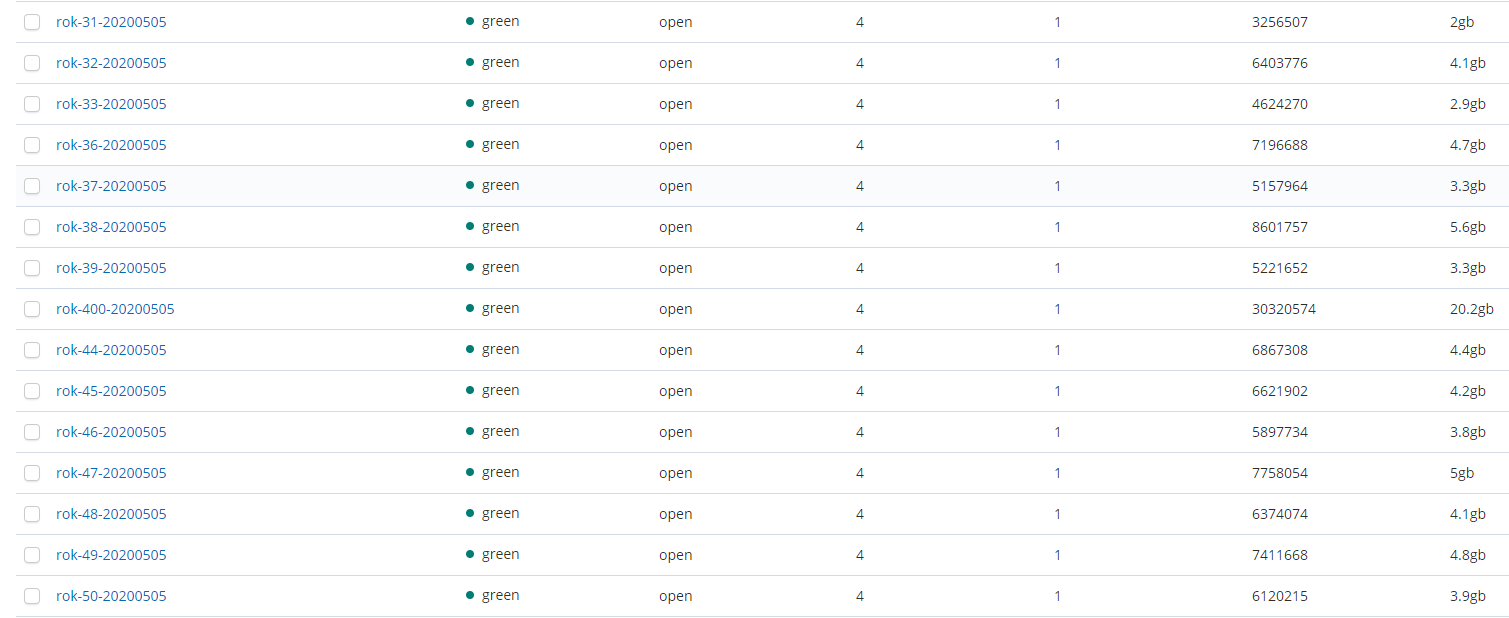 rok-31-20200505 green open 4 1 3256507 2gb
rok-32-20200505 green open 4 1 6403776 4.1gb
rok-33-20200505 green open 4 1 4624270 2.9gb
rok-36-20200505 green open 4 1 7196688 4.7gb
rok-37-20200505 green open 4 1 5157964 3.3gb
rok-38-20200505 green open 4 1 8601757 5.6gb
rok-39-20200505 green open 4 1 5221652 3.3gb
rok-400-20200505 green open 4 1 30320574 20.2gb
rok-44-20200505 green open 4 1 6867308 4.4gb
rok-45-20200505 green open 4 1 6621902 4.2gb
rok-46-20200505 green open 4 1 5897734 3.8gb
rok-47-20200505 green open 4 1 7758054 5gb
rok-48-20200505 green open 4 1 6374074 4.1gb
rok-49-20200505 green open 4 1 7411668 4.8gb
rok-50-20200505 green open 4 1 6120215 3.9gb